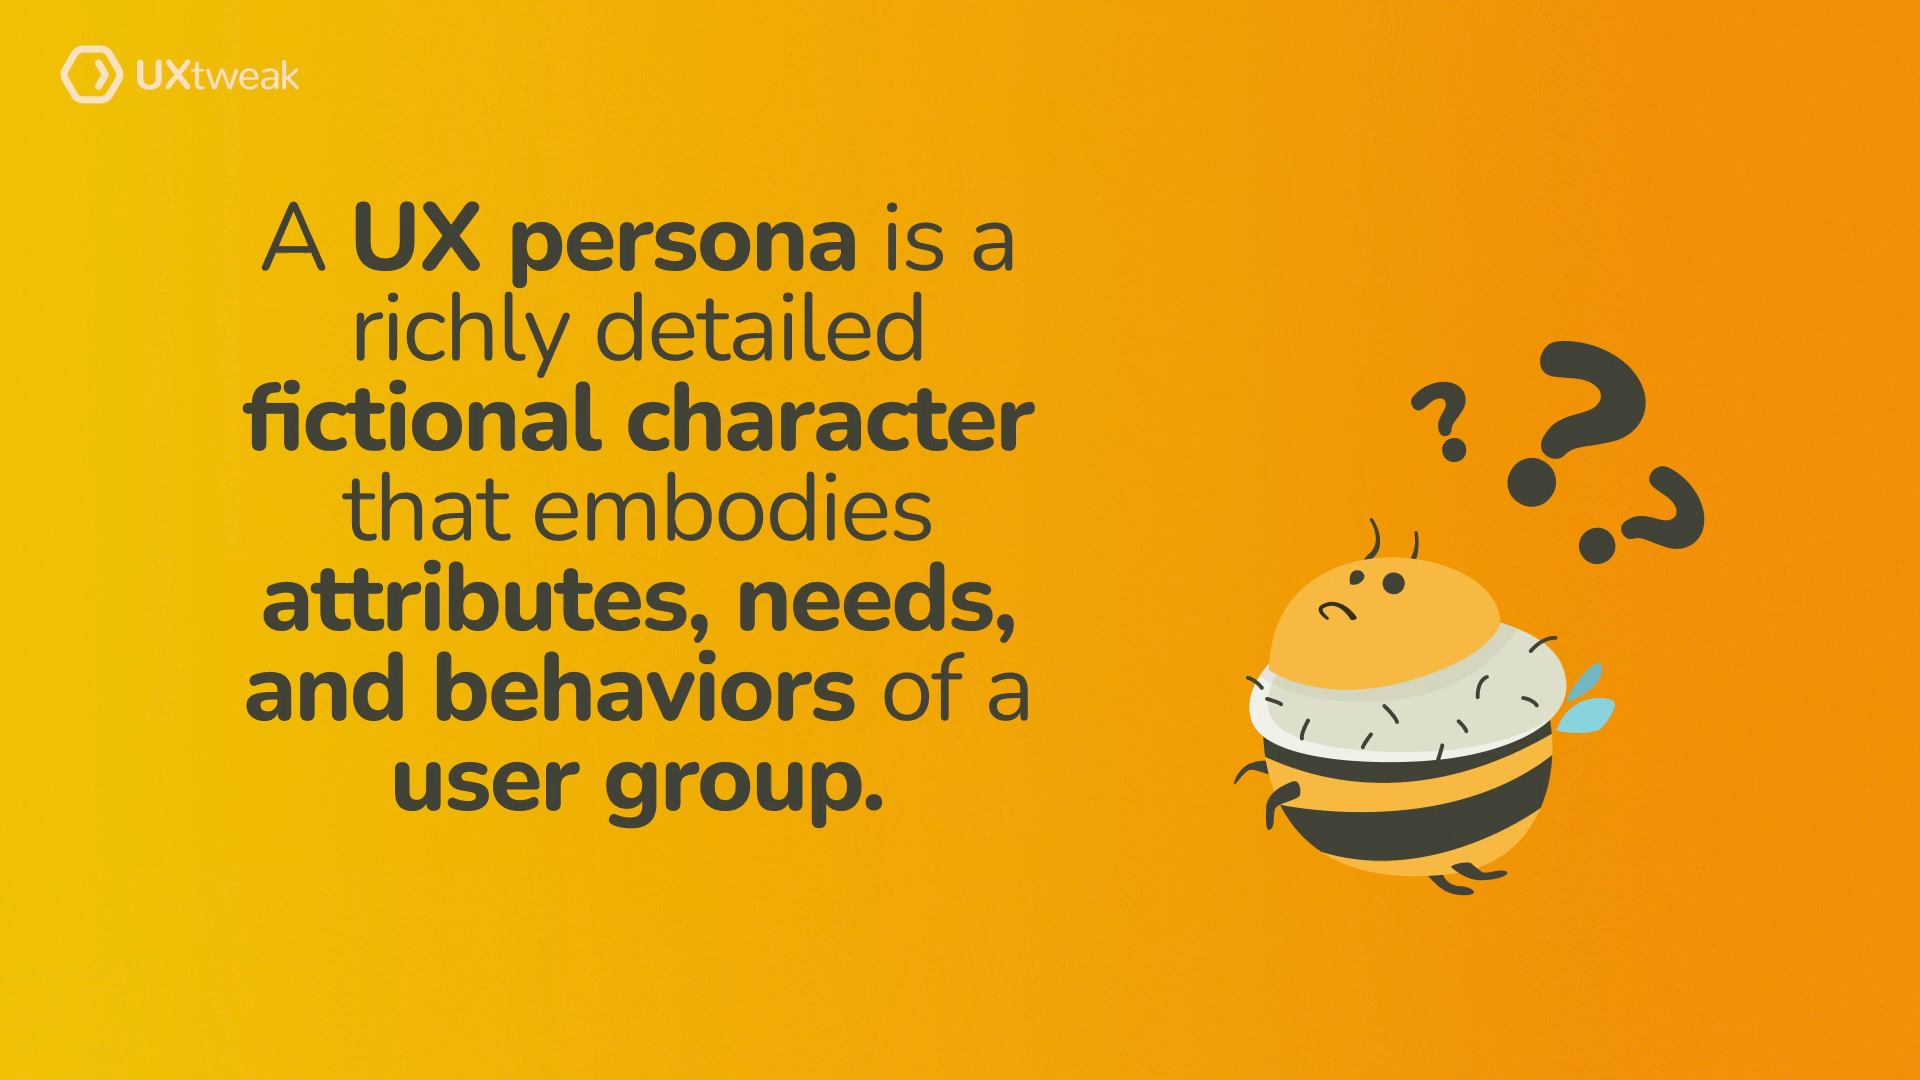 UXtweak
A UX persona is a
richly detailed
fictional character
that embodies
attributes, needs,
and behaviors of a
user group.
? ? ?